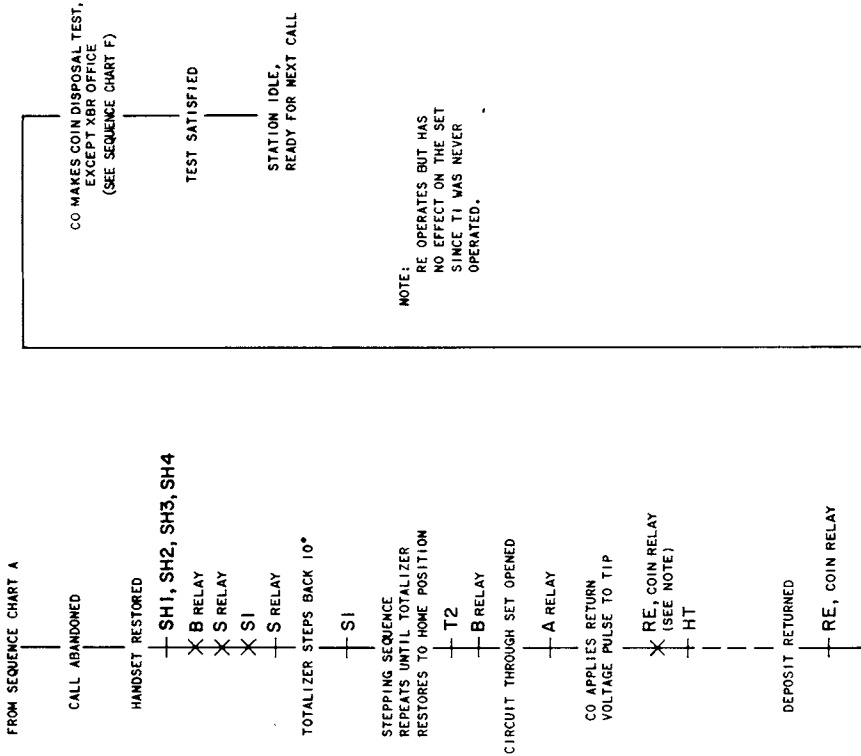 FROM SEQUENCE CHART A
CALL ABANDONED
HANDSET RESTORED
SH1, SH2, SH3, SH4
B RELAY
S RELAY
S1
S RELAY
TOTALIZER STEPS BACK 10°
S1
STEPPING SEQUENCE
REPEATS UNTIL TOTALIZER
RESTORES TO HOME POSITION
T2
B RELAY
CIRCUIT THROUGH SET OPENED
A RELAY
CO APPLIES RETURN
VOLTAGE PULSE TO TIP
RE, COIN RELAY
(SEE NOTE)
HT
DEPOSIT RETURNED
RE, COIN RELAY
CO MAKES COIN DISPOSAL TEST,
EXCEPT XBR OFFICE
(SEE SEQUENCE CHART F)
TEST SATISFIED
STATION IDLE,
READY FOR NEXT CALL
NOTE:
RE OPERATES BUT HAS
NO EFFECT ON THE SET
SINCE T1 WAS NEVER
OPERATED.